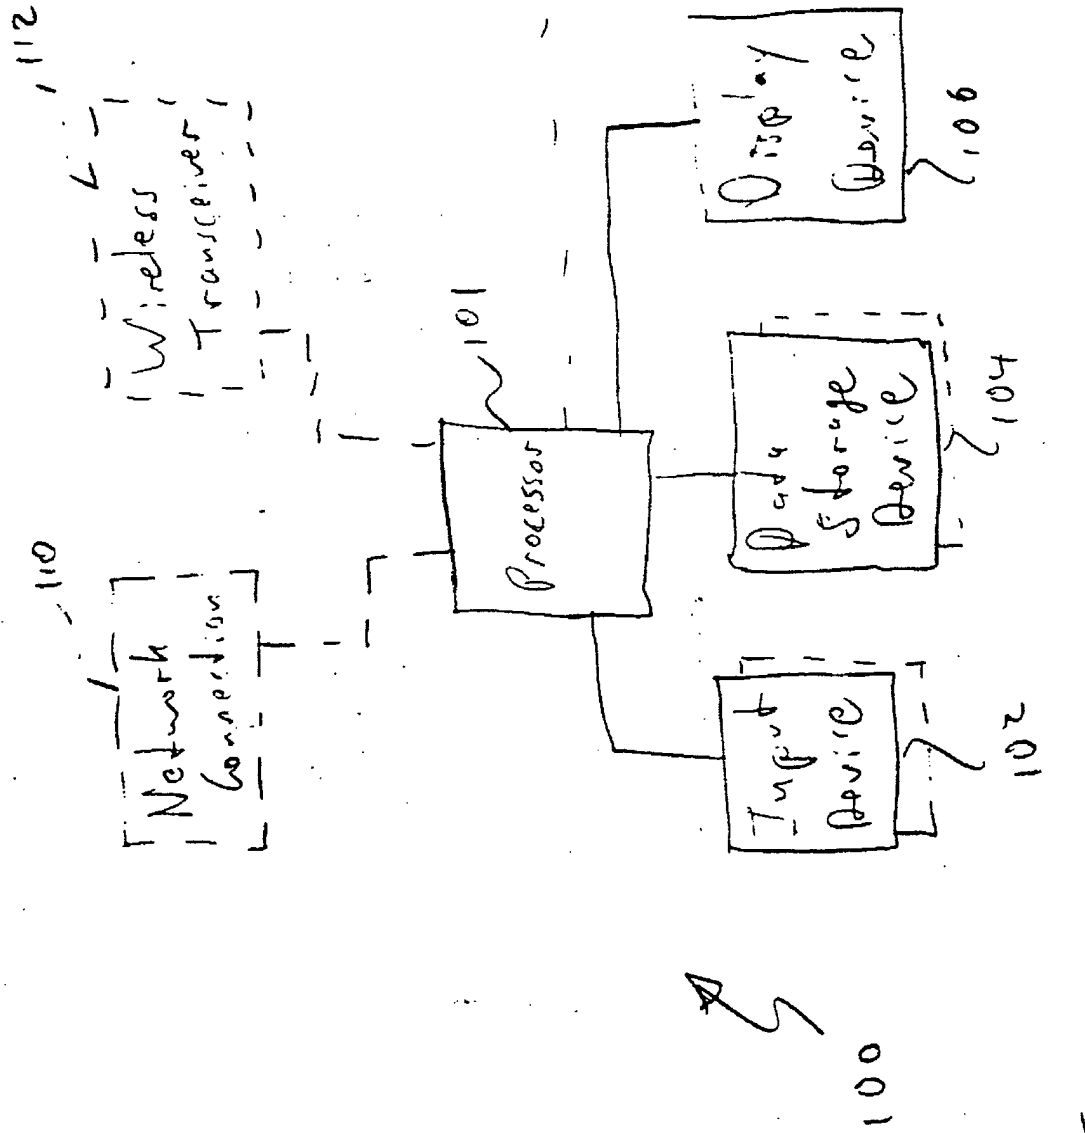 110
112
Network
Connection
Wireless
Transceiver
101
Processor
Input
Device
Data
Storage
Device
Display
Device
102
104
106
100